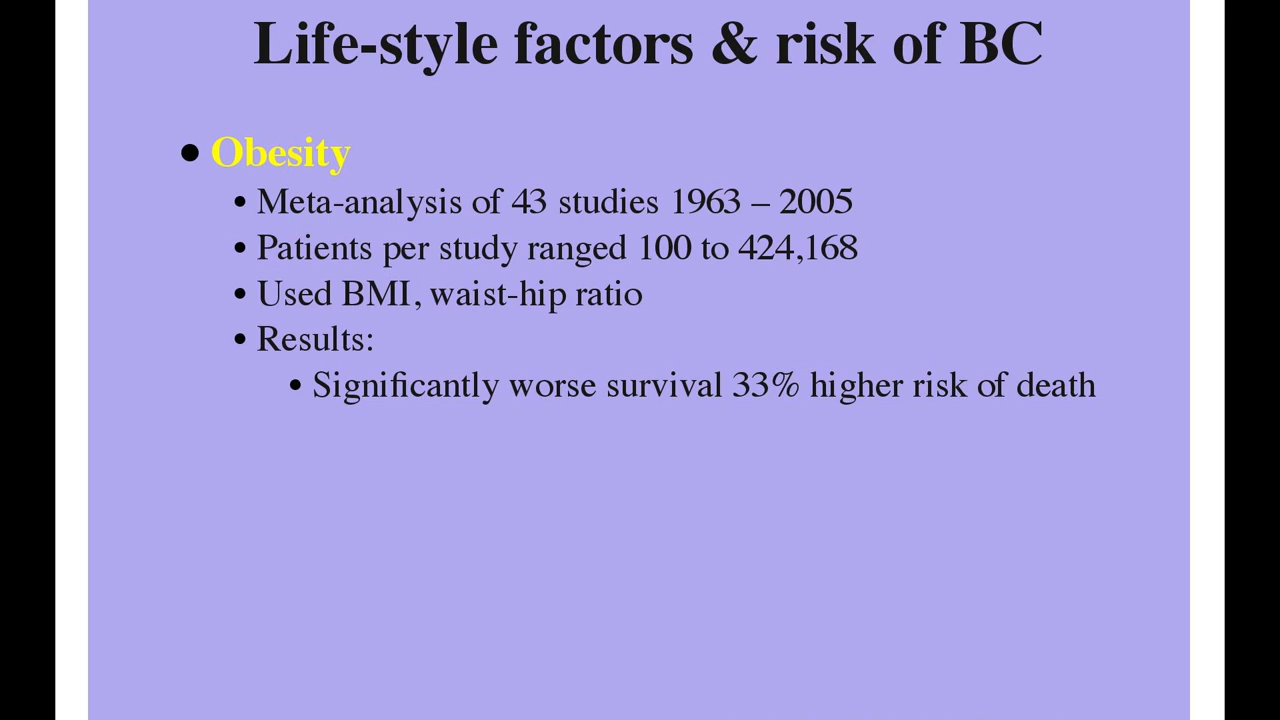 Life-style factors & risk of BC
• Obesity
• Meta-analysis of 43 studies 1963 – 2005
• Patients per study ranged 100 to 424,168
• Used BMI, waist-hip ratio
• Results:
• Significantly worse survival 33% higher risk of death